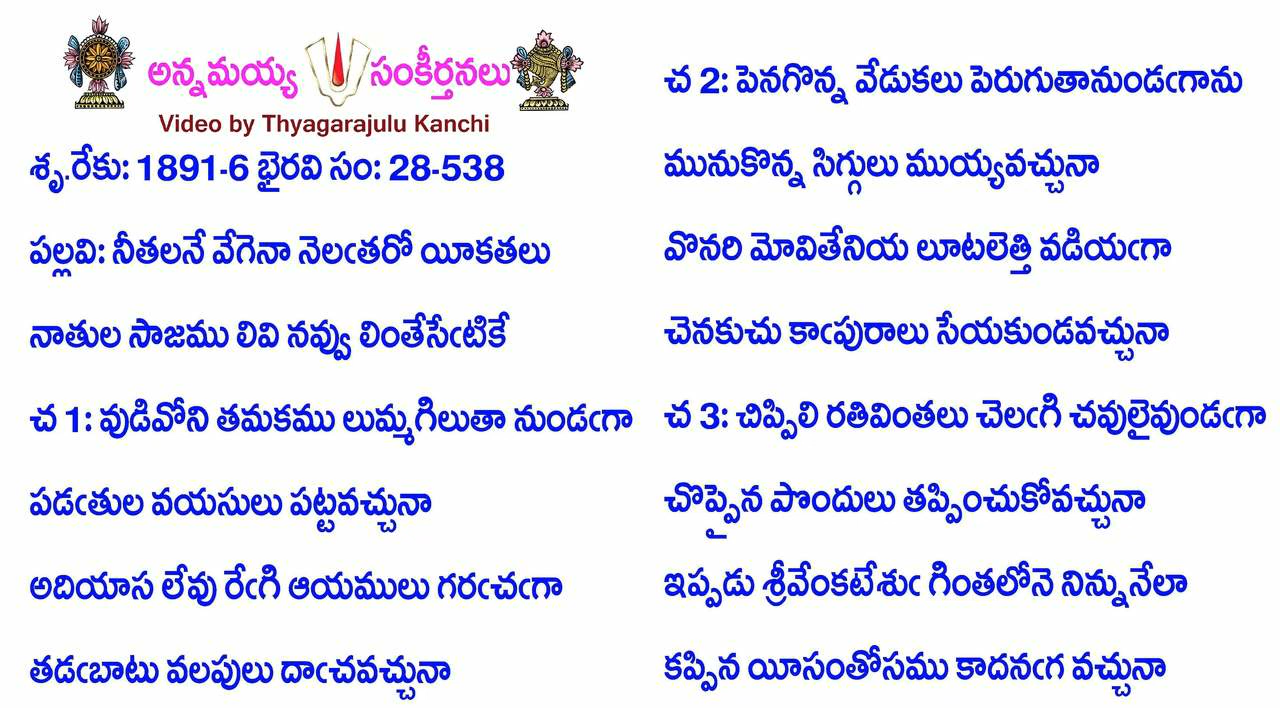 అన్నమయ్య సంకీర్తనలు
Video by Thyagarajulu Kanchi
శృ.రేకు: 1891-6 భైరవి సం: 28-538
పల్లవి: నీతలనే వేగెనా నెలఁతరో యీకతలు
నాతుల సాజము లివి నవ్వు లింతేసేఁటికే
చ 1: వుడివోని తమకము లుమ్మగిలుతా నుండఁగా
పడఁతుల వయసులు పట్టవచ్చునా
అదియాస లేవు రేఁగి ఆయములు గరఁచఁగా
తడఁబాటు వలపులు దాఁచవచ్చునా
చ 2: పెనగొన్న వేడుకలు పెరుగుతానుండఁగాను
మునుకొన్న సిగ్గులు ముయ్యవచ్చునా
వొనరి మోవితేనియ లూటలెత్తి వడియఁగా
చెనకుచు కాఁపురాలు సేయకుండవచ్చునా
చ 3: చిప్పిలి రతివింతలు చెలఁగి చవులైవుండఁగా
చొప్పైన పొందులు తప్పించుకోవచ్చునా
ఇప్పడు శ్రీవేంకటేశుఁ గింతలోనె నిన్నునేలా
కప్పిన యీసంతోసము కాదనఁగ వచ్చునా